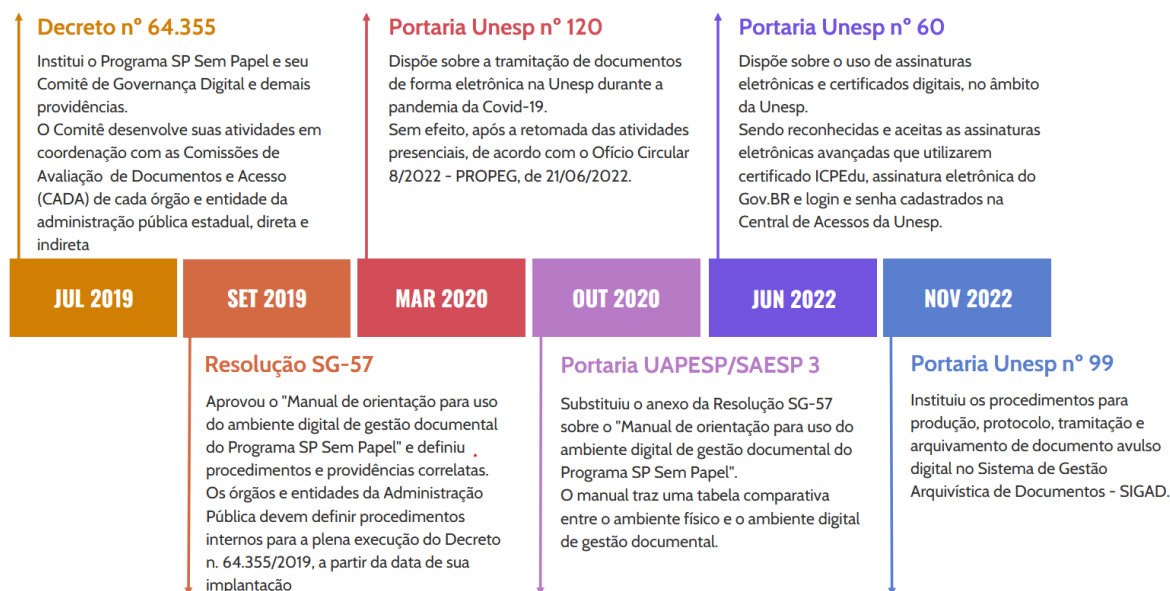 Decreto nº 64.355
Institui o Programa SP Sem Papel e seu
Comitê de Governança Digital e demais
providências.
O Comitê desenvolve suas atividades em
coordenação com as Comissões de
Avaliação de Documentos e Acesso
(CADA) de cada órgão e entidade da
administração pública estadual, direta e
indireta
Portaria Unesp nº 120
Dispõe sobre a tramitação de documentos
de forma eletrônica na Unesp durante a
pandemia da Covid-19.
Sem efeito, após a retomada das atividades
presenciais, de acordo com o Ofício Circular
8/2022 - PROPEG, de 21/06/2022.
Portaria Unesp nº 60
Dispõe sobre o uso de assinaturas
eletrônicas e certificados digitais, no âmbito
da Unesp.
Sendo reconhecidas e aceitas as assinaturas
eletrônicas avançadas que utilizarem
certificado ICPEdu, assinatura eletrônica do
Gov.BR e login e senha cadastrados na
Central de Acessos da Unesp.
JUL 2019
SET 2019
MAR 2020
OUT 2020
JUN 2022
NOV 2022
Resolução SG-57
Aprovou o "Manual de orientação para uso
do ambiente digital de gestão documental
do Programa SP Sem Papel" e definiu
procedimentos e providências correlatas.
Os órgãos e entidades da Administração
Pública devem definir procedimentos
internos para a plena execução do Decreto
n. 64.355/2019, a partir da data de sua
implantação
Portaria UAPESP/SAESP 3
Substituiu o anexo da Resolução SG-57
sobre o "Manual de orientação para uso do
ambiente digital de gestão documental do
Programa SP Sem Papel".
O manual traz uma tabela comparativa
entre o ambiente físico e o ambiente digital
de gestão documental.
Portaria Unesp nº 99
Instituiu os procedimentos para
produção, protocolo, tramitação e
arquivamento de documento avulso
digital no Sistema de Gestão
Arquivística de Documentos - SIGAD.